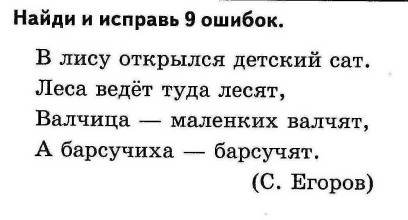 Найди и исправь 9 ошибок.
В лису открылся детский сат.
Леса ведёт туда лесят,
Валчица — маленких валчят,
А барсучиха — барсучят.
(С. Егоров)